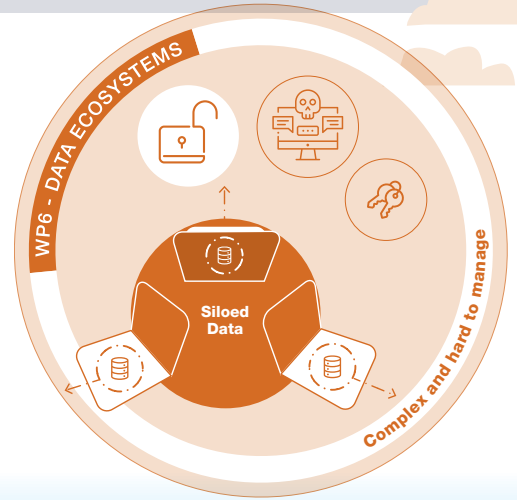 WP6 - DATA ECOSYSTEMS
Siloed
Data
Complex and hard to manage